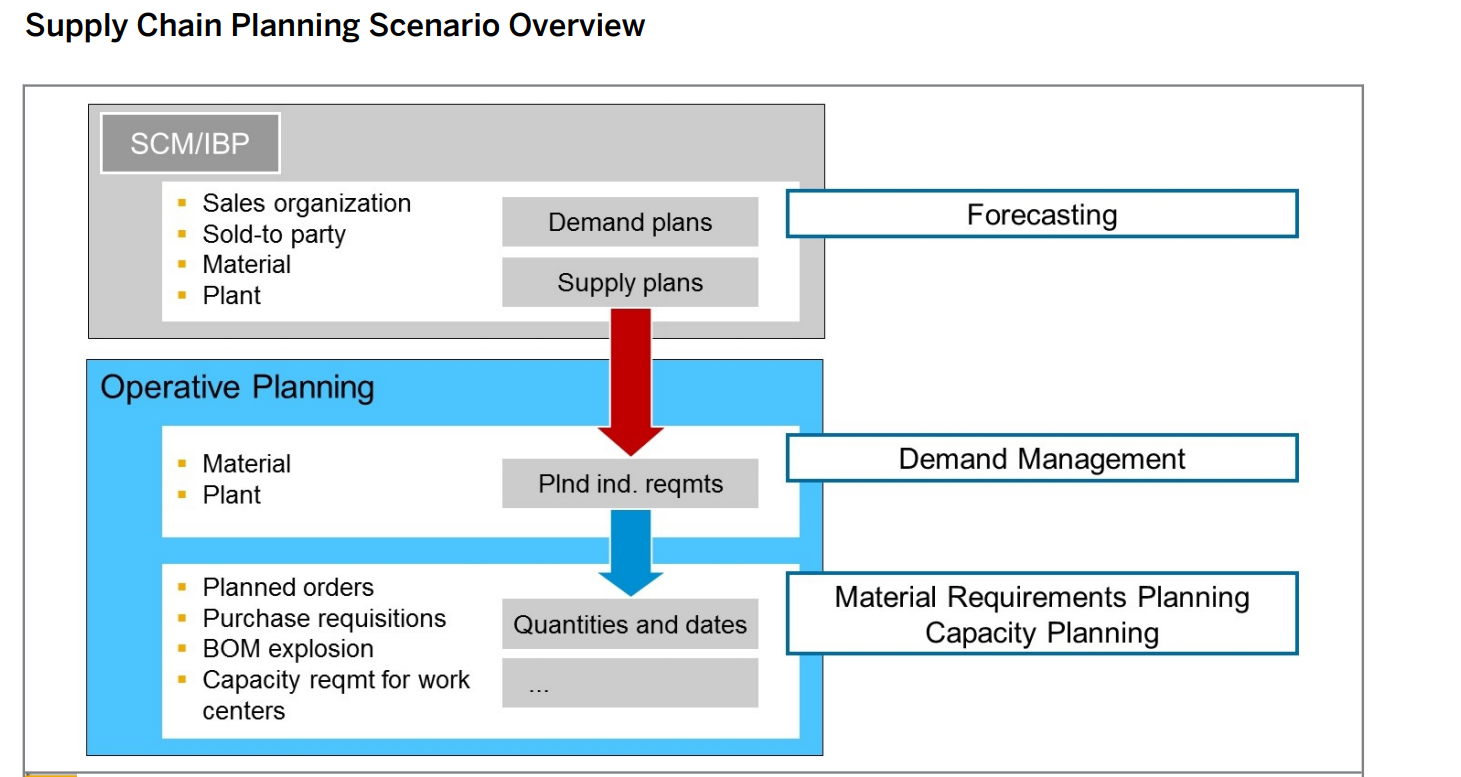 Supply Chain Planning Scenario Overview
SCM/IBP
Sales organization
Sold-to party
Material
Plant
Demand plans
Supply plans
Forecasting
Operative Planning
Material
Plant
Plnd ind. reqmts
Demand Management
Planned orders
Purchase requisitions
BOM explosion
Capacity reqmt for work
centers
Quantities and dates
...
Material Requirements Planning
Capacity Planning